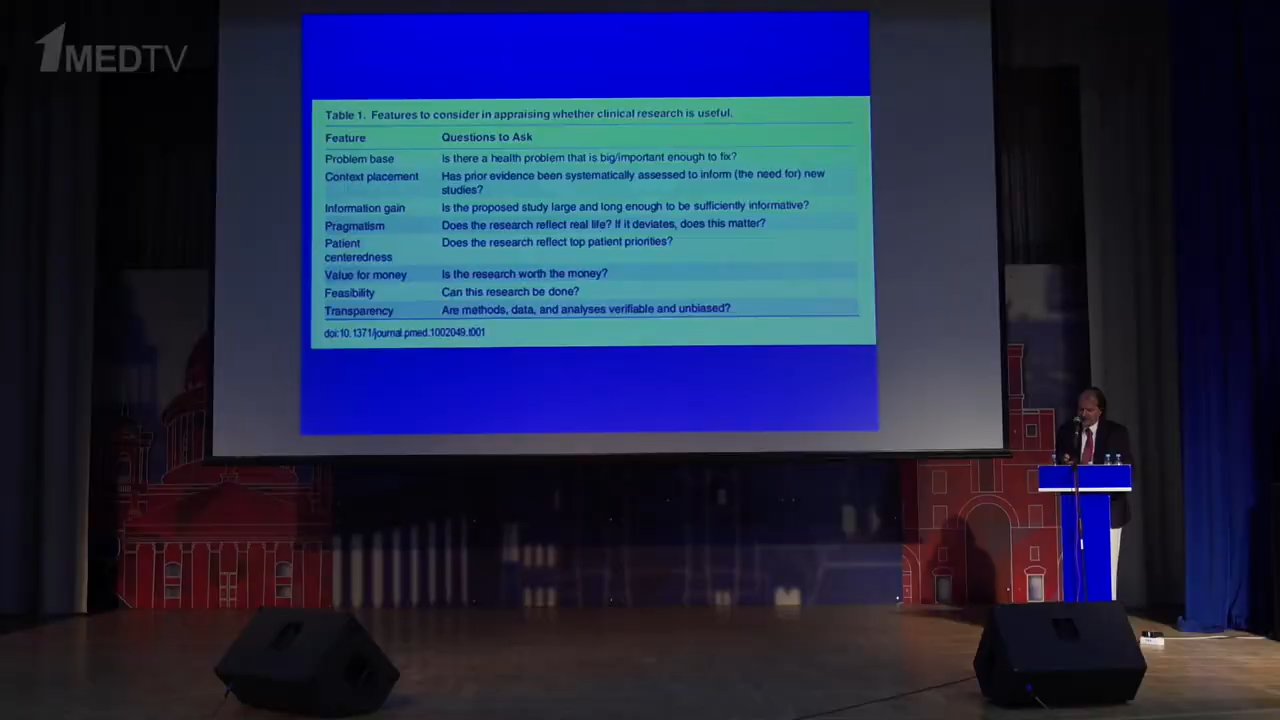 1MEDTV
Table 1. Features to consider in appraising whether clinical research is useful.
Feature Questions to Ask
Problem base Is there a health problem that is big/important enough to fix?
Context placement Has prior evidence been systematically assessed to inform (the need for) new
studies?
Information gain Is the proposed study large and long enough to be sufficiently informative?
Pragmatism Does the research reflect real life? If it deviates, does this matter?
Patient Does the research reflect top patient priorities?
centeredness
Value for money Is the research worth the money?
Feasibility Can this research be done?
Transparency Are methods, data, and analyses verifiable and unbiased?
doi:10.1371/journal.pmed.1002049.t001